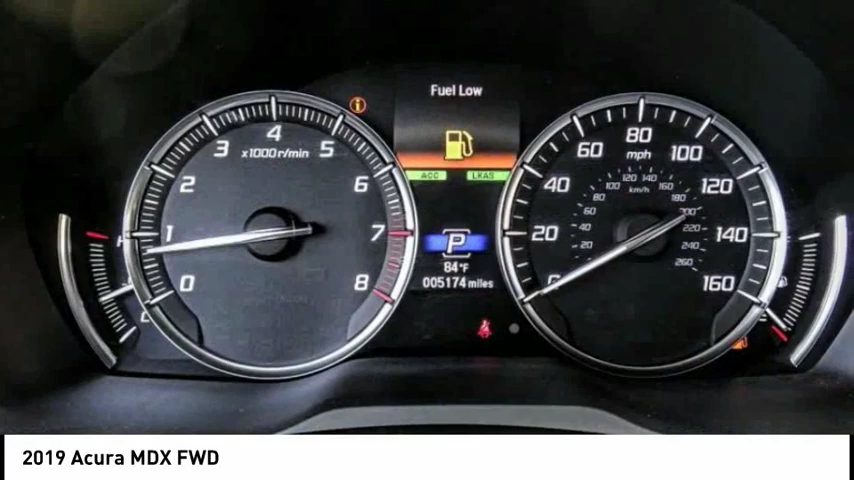 Fuel Low
i
4
3
5
x1000r/min
2
6
1
7
0
8
H
ACC
LKAS
P
84°F
005174 miles
80
60
100
mph
40
120
20
140
0
160
120 140
100
160
km/h
80
180
60
200
40
220
20
240
260
2019 Acura MDX FWD